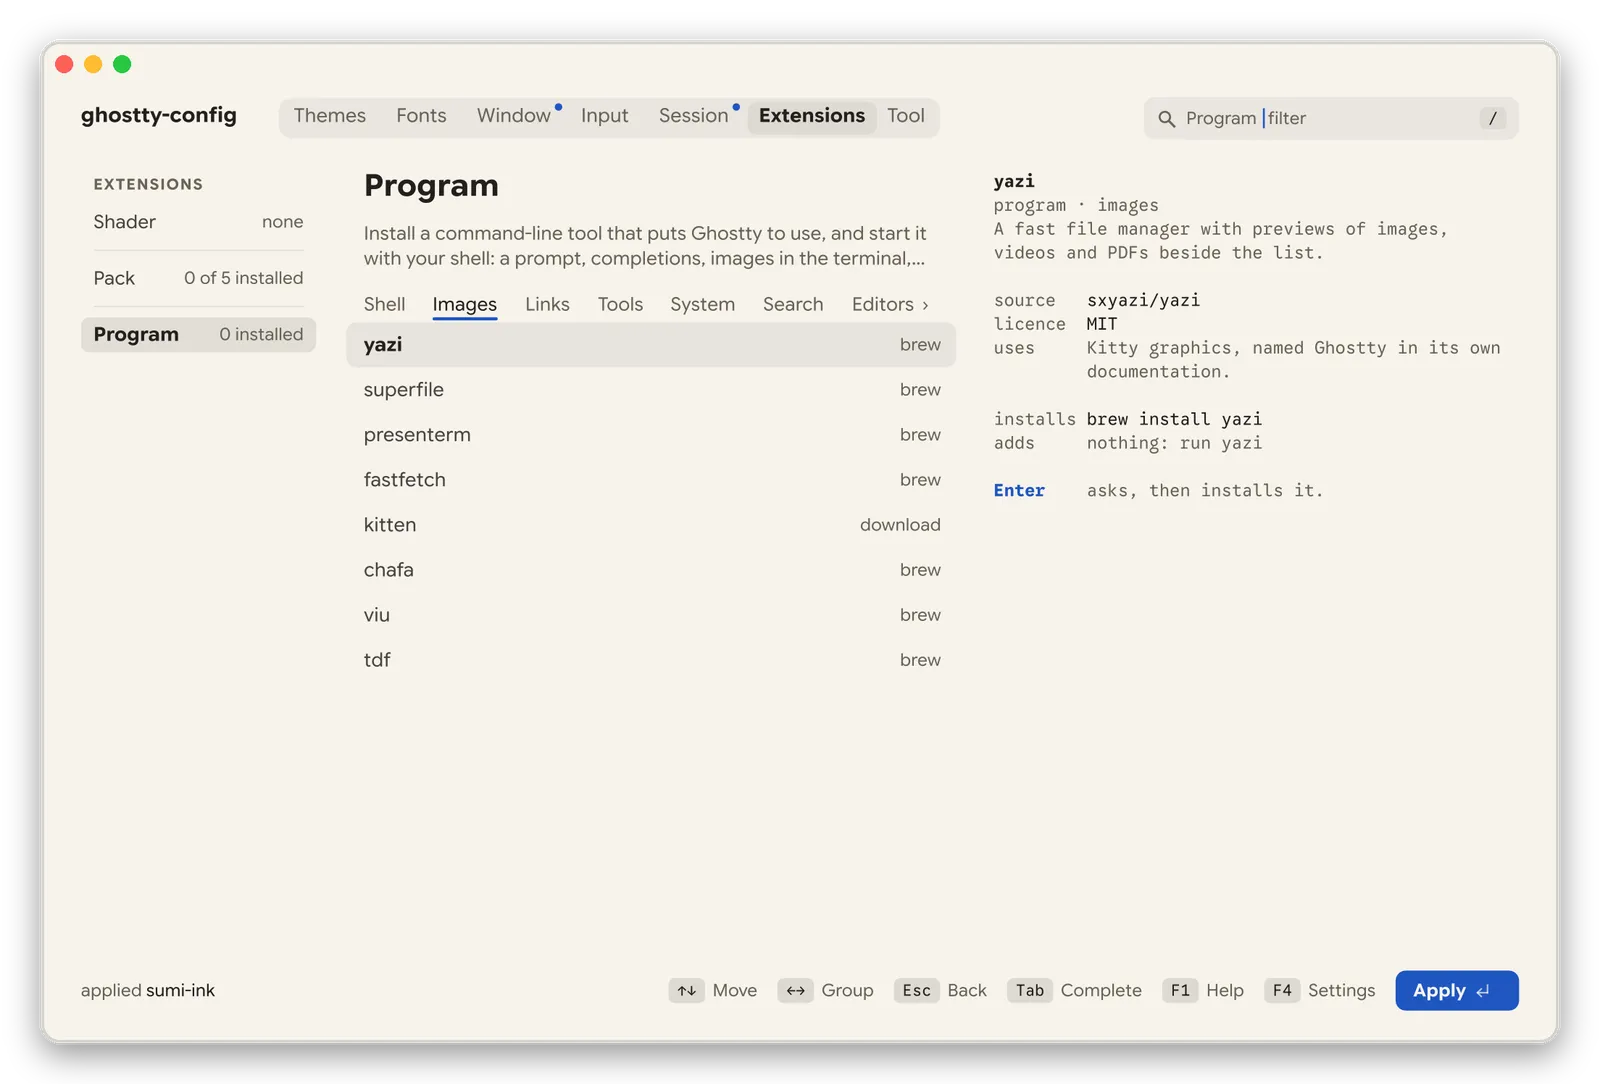 ghostty-config
Themes Fonts Window Input Session Extensions Tool
Program filter /
EXTENSIONS
Shader none
Pack 0 of 5 installed
Program 0 installed
Program
Install a command-line tool that puts Ghostty to use, and start it
with your shell: a prompt, completions, images in the terminal,...
Shell Images Links Tools System Search Editors ›
yazi brew
superfile brew
presenterm brew
fastfetch brew
kitten download
chafa brew
viu brew
tdf brew
yazi
program · images
A fast file manager with previews of images,
videos and PDFs beside the list.
source sxyazi/yazi
licence MIT
uses Kitty graphics, named Ghostty in its own
documentation.
installs brew install yazi
adds nothing: run yazi
Enter asks, then installs it.
applied sumi-ink
↑↓ Move ↔ Group Esc Back Tab Complete F1 Help F4 Settings Apply ↵